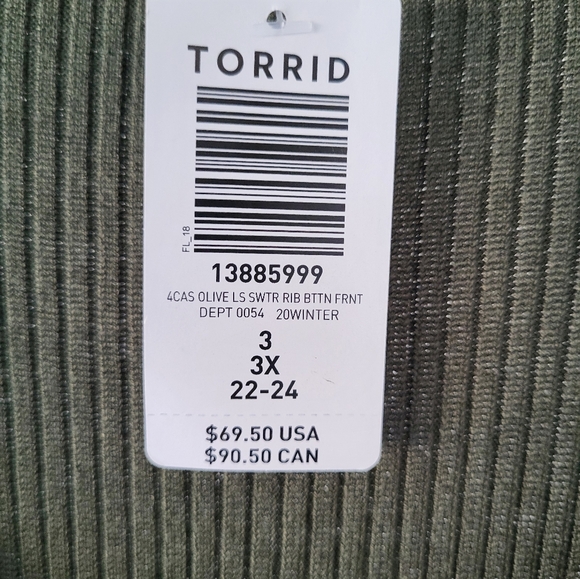 TORRID
FL_18
13885999
4CAS OLIVE LS SWTR RIB BTTN FRNT
DEPT 0054 20WINTER
3
3X
22-24
$69.50 USA
$90.50 CAN